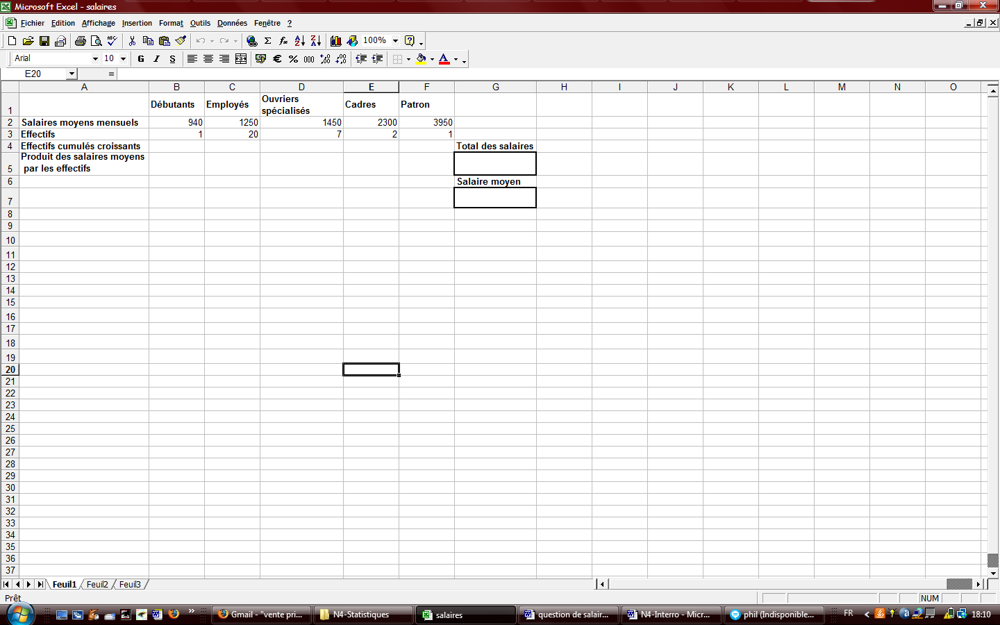 Microsoft Excel - salaires
Fichier Edition Affichage Insertion Format Outils Données Fenêtre ?
100%
Arial 10 G I S € % 000
E20 =
A B C D E F G H I J K L M N O
1 Débutants Employés Ouvriers spécialisés Cadres Patron
2 Salaires moyens mensuels 940 1250 1450 2300 3950
3 Effectifs 1 20 7 2 1
4 Effectifs cumulés croissants Total des salaires
5 Produit des salaires moyens
par les effectifs
6 Salaire moyen
7
8
9
10
11
12
13
14
15
16
17
18
19
20
21
22
23
24
25
26
27
28
29
30
31
32
33
34
35
36
37
Feuil1 Feuil2 Feuil3
Prêt NUM
Gmail - "vente pri... N4-Statistiques salaires question de salair... N4-Interro - Micr... phil (Indisponible... FR 18:10